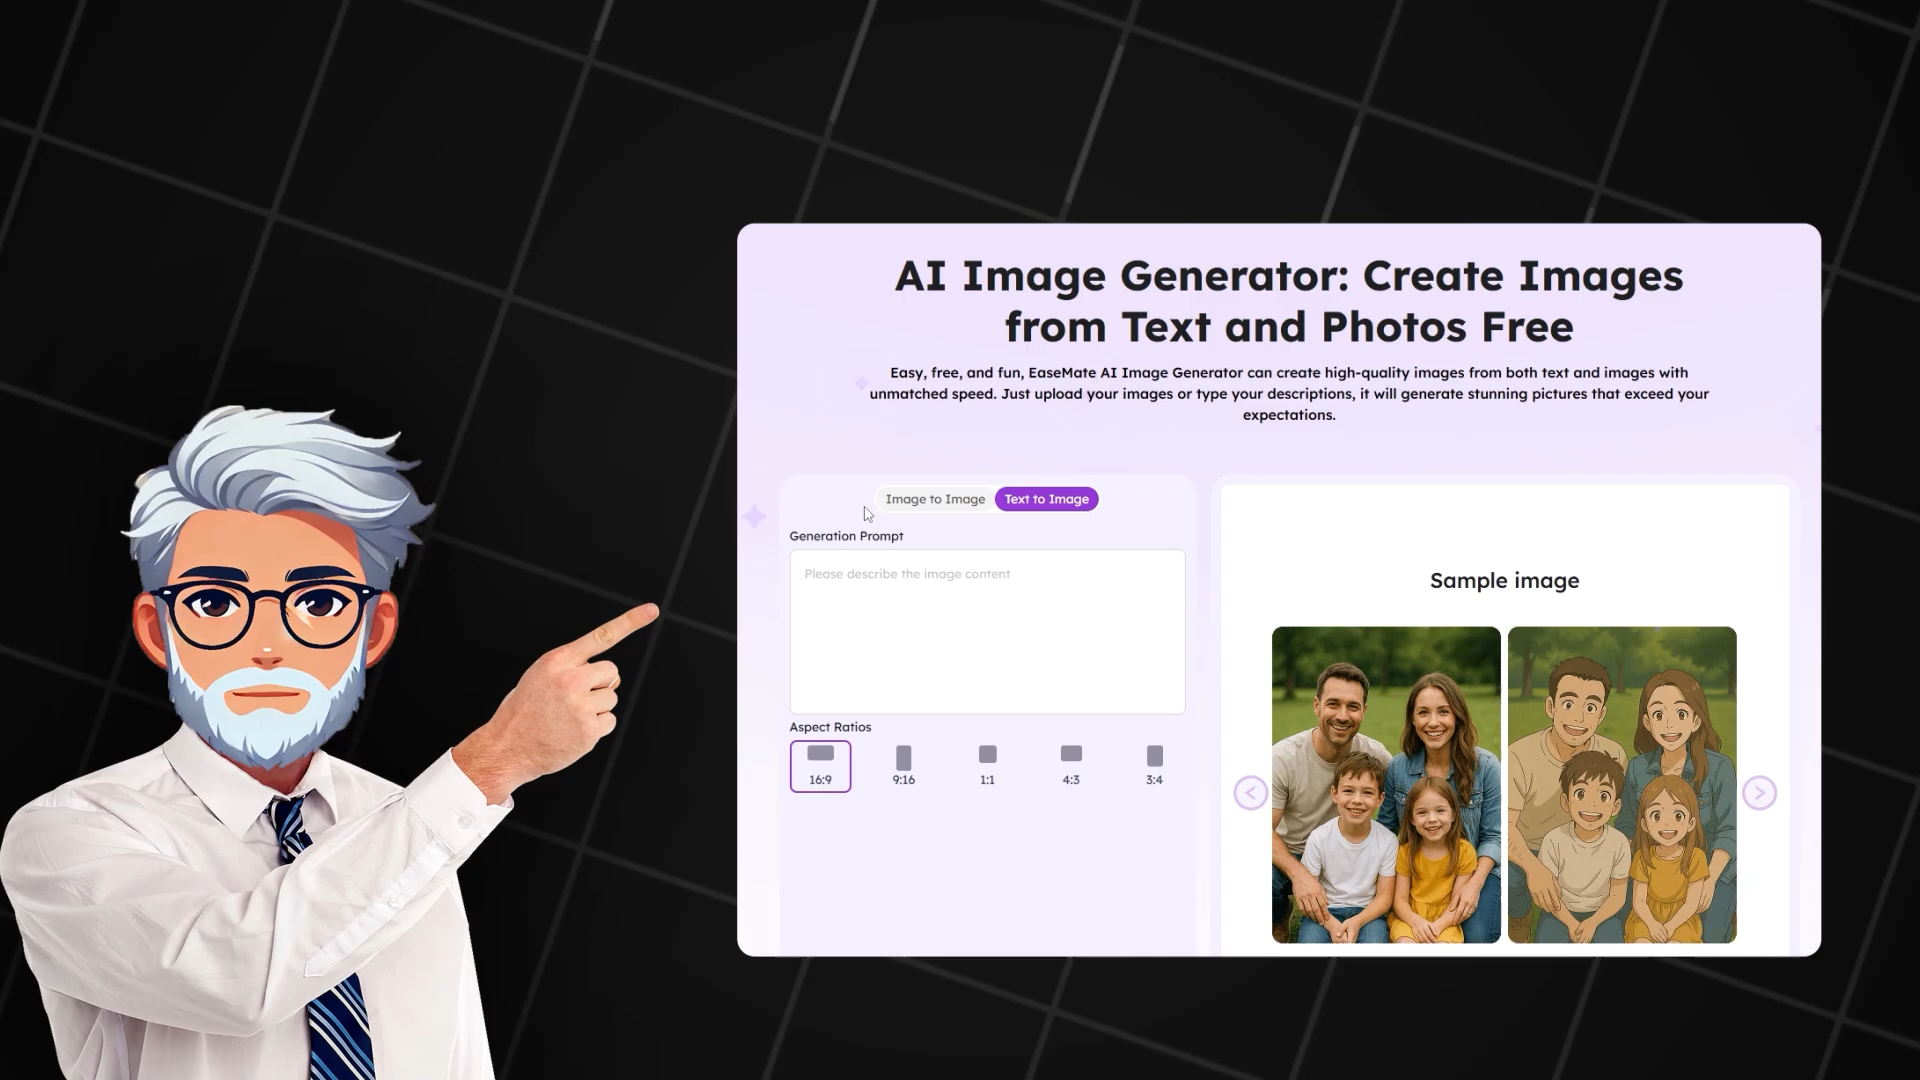 AI Image Generator: Create Images
from Text and Photos Free
Easy, free, and fun, EaseMate AI Image Generator can create high-quality images from both text and images with
unmatched speed. Just upload your images or type your descriptions, it will generate stunning pictures that exceed your
expectations.
Image to Image Text to Image
Generation Prompt
Please describe the image content
Aspect Ratios
16:9 9:16 1:1 4:3 3:4
Sample image